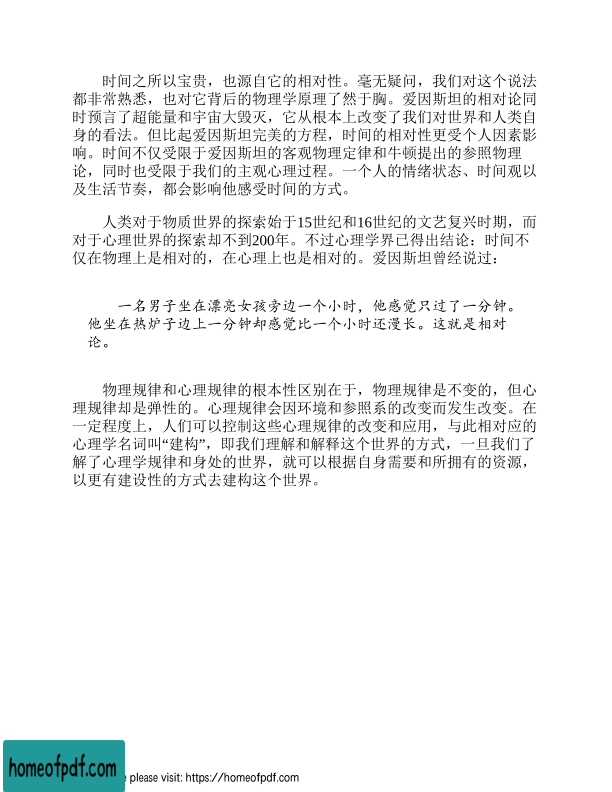 时间之所以宝贵，也源自它的相对性。毫无疑问，我们对这个说法
都非常熟悉，也对它背后的物理学原理了然于胸。爱因斯坦的相对论同
时预言了超能量和宇宙大毁灭，它从根本上改变了我们对世界和人类自
身的看法。但比起爱因斯坦完美的方程，时间的相对性更受个人因素影
响。时间不仅受限于爱因斯坦的客观物理定律和牛顿提出的参照物理
论，同时也受限于我们的主观心理过程。一个人的情绪状态、时间观以
及生活节奏，都会影响他感受时间的方式。
人类对于物质世界的探索始于15世纪和16世纪的文艺复兴时期，而
对于心理世界的探索却不到200年。不过心理学界已得出结论：时间不
仅在物理上是相对的，在心理上也是相对的。爱因斯坦曾经说过：
一名男子坐在漂亮女孩旁边一个小时，他感觉只过了一分钟。
他坐在热炉子边上一分钟却感觉比一个小时还漫长。这就是相对
论。
物理规律和心理规律的根本性区别在于，物理规律是不变的，但心
理规律却是弹性的。心理规律会因环境和参照系的改变而发生改变。在
一定程度上，人们可以控制这些心理规律的改变和应用，与此相对应的
心理学名词叫“建构”，即我们理解和解释这个世界的方式，一旦我们了
解了心理学规律和身处的世界，就可以根据自身需要和所拥有的资源，
以更有建设性的方式去建构这个世界。
homeofpdf.com
e please visit: https://homeofpdf.com